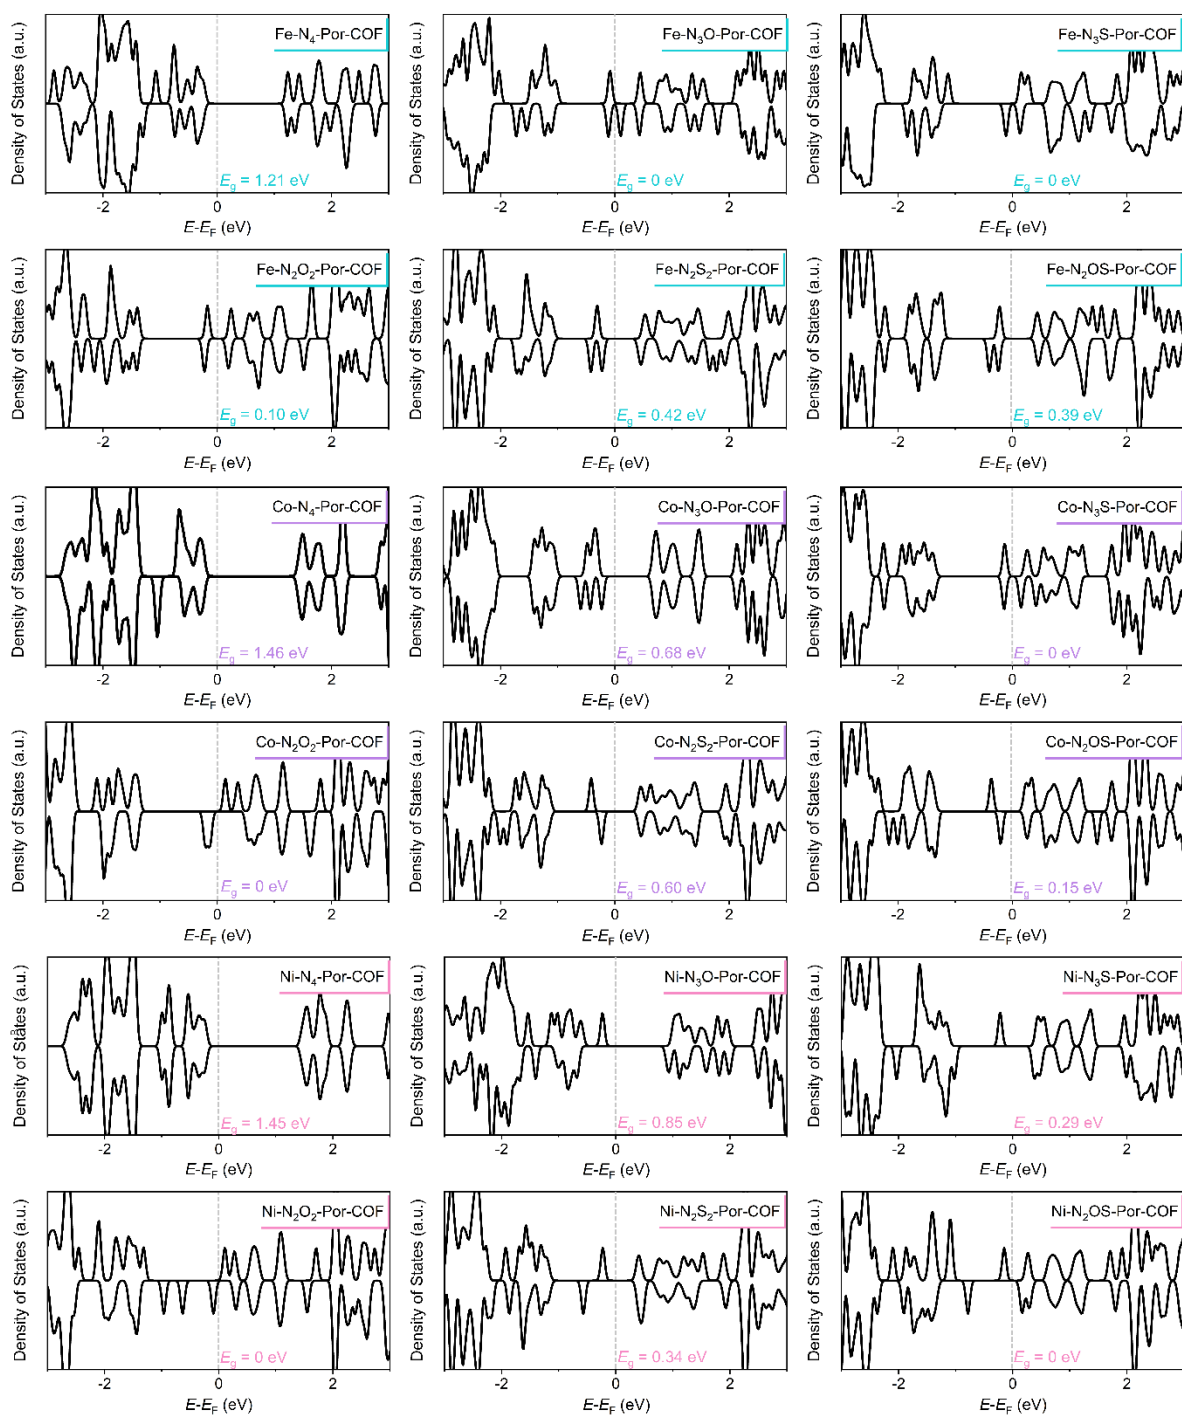 Density of States (a.u.)
Fe-N4-Por-COF
Eg = 1.21 eV
-2 0 2
E-EF (eV)
Density of States (a.u.)
Fe-N3O-Por-COF
Eg = 0 eV
-2 0 2
E-EF (eV)
Density of States (a.u.)
Fe-N3S-Por-COF
Eg = 0 eV
-2 0 2
E-EF (eV)
Density of States (a.u.)
Fe-N2O2-Por-COF
Eg = 0.10 eV
-2 0 2
E-EF (eV)
Density of States (a.u.)
Fe-N2S2-Por-COF
Eg = 0.42 eV
-2 0 2
E-EF (eV)
Density of States (a.u.)
Fe-N2OS-Por-COF
Eg = 0.39 eV
-2 0 2
E-EF (eV)
Density of States (a.u.)
Co-N4-Por-COF
Eg = 1.46 eV
-2 0 2
E-EF (eV)
Density of States (a.u.)
Co-N3O-Por-COF
Eg = 0.68 eV
-2 0 2
E-EF (eV)
Density of States (a.u.)
Co-N3S-Por-COF
Eg = 0 eV
-2 0 2
E-EF (eV)
Density of States (a.u.)
Co-N2O2-Por-COF
Eg = 0 eV
-2 0 2
E-EF (eV)
Density of States (a.u.)
Co-N2S2-Por-COF
Eg = 0.60 eV
-2 0 2
E-EF (eV)
Density of States (a.u.)
Co-N2OS-Por-COF
Eg = 0.15 eV
-2 0 2
E-EF (eV)
Density of States (a.u.)
Ni-N4-Por-COF
Eg = 1.45 eV
-2 0 2
E-EF (eV)
Density of States (a.u.)
Ni-N3O-Por-COF
Eg = 0.85 eV
-2 0 2
E-EF (eV)
Density of States (a.u.)
Ni-N3S-Por-COF
Eg = 0.29 eV
-2 0 2
E-EF (eV)
Density of States (a.u.)
Ni-N2O2-Por-COF
Eg = 0 eV
-2 0 2
E-EF (eV)
Density of States (a.u.)
Ni-N2S2-Por-COF
Eg = 0.34 eV
-2 0 2
E-EF (eV)
Density of States (a.u.)
Ni-N2OS-Por-COF
Eg = 0 eV
-2 0 2
E-EF (eV)